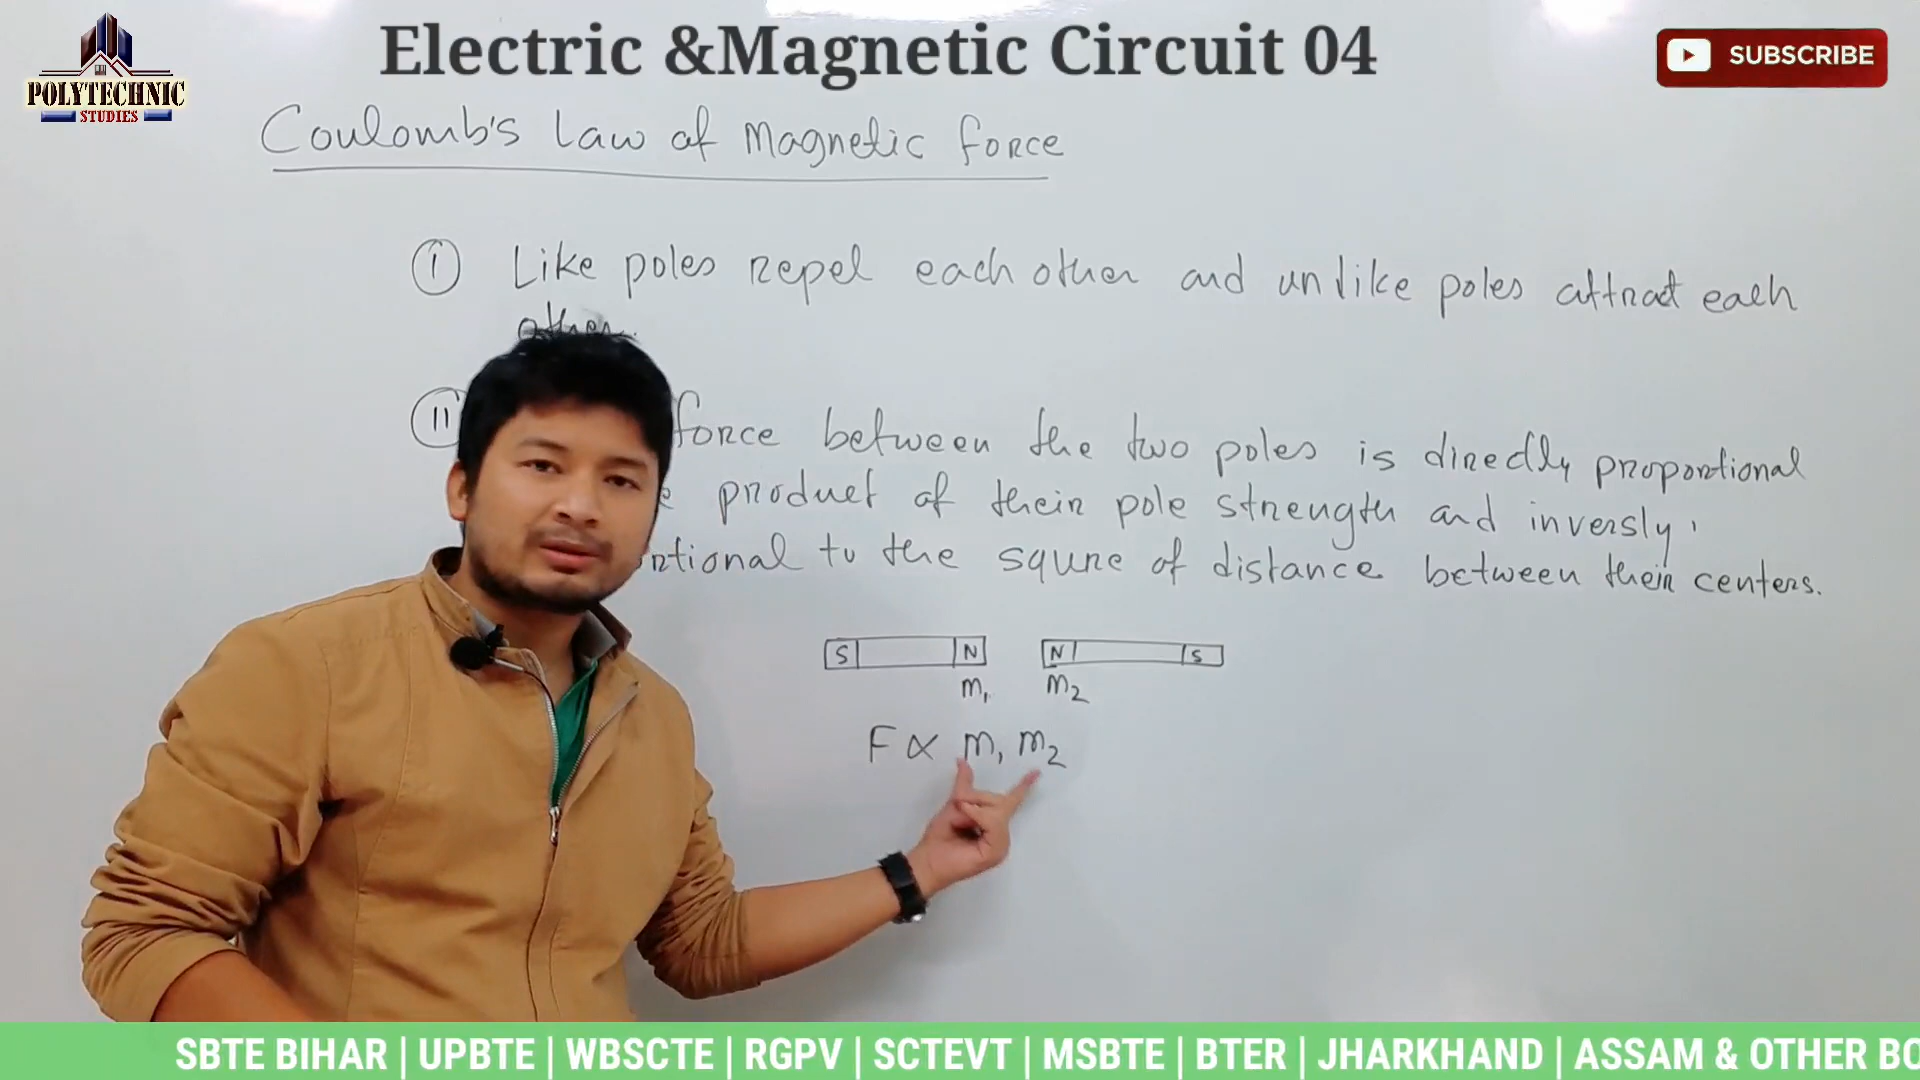 Electric &Magnetic Circuit 04
SUBSCRIBE
POLYTECHNIC
STUDIES
Coulomb's Law of Magnetic force
I Like poles repel each other and unlike poles attract each
other.
II force between the two poles is directly proportional
product of their pole strength and inversly
to the squre of distance between their centers.
S N N S
m₁ m₂
F ∝ m₁ m₂
SBTE BIHAR | UPBTE | WBSCTE | RGPV | SCTEVT | MSBTE | BTER | JHARKHAND | ASSAM & OTHER BO